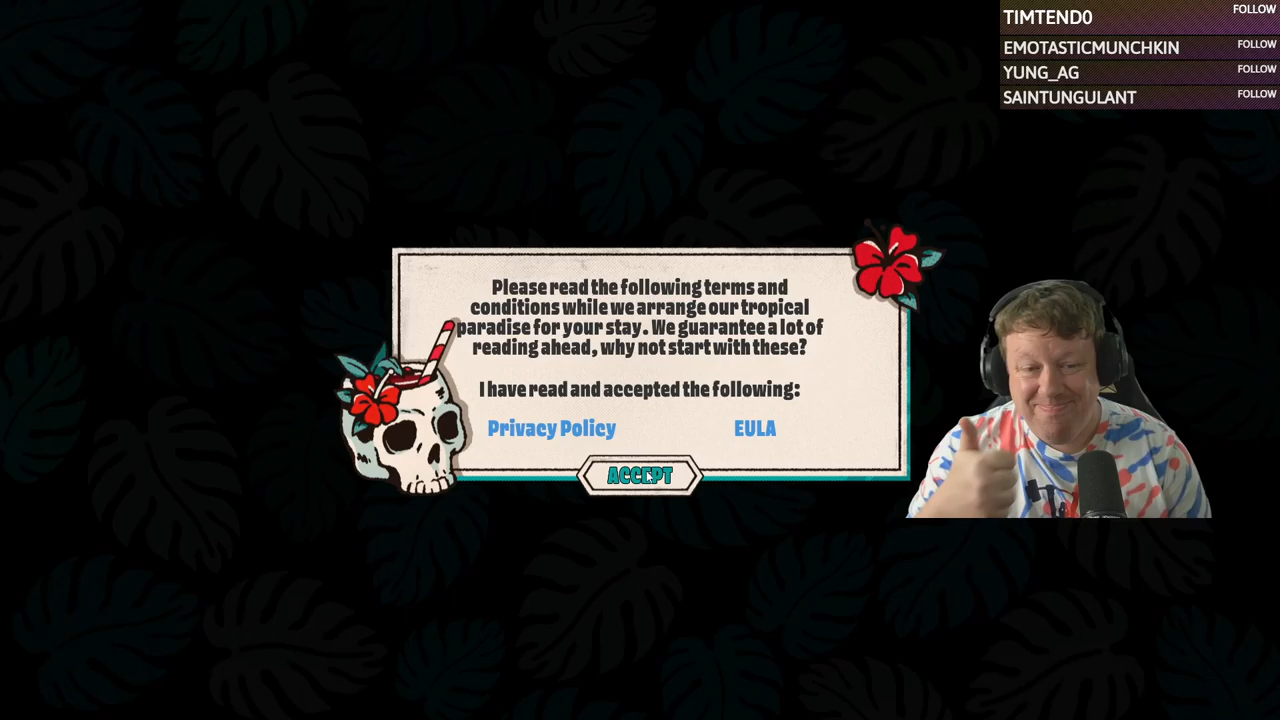 TIMTEND0 FOLLOW
EMOTASTICMUNCHKIN FOLLOW
YUNG_AG FOLLOW
SAINTUNGULANT FOLLOW
Please read the following terms and
conditions while we arrange our tropical
paradise for your stay. We guarantee a lot of
reading ahead, why not start with these?
I have read and accepted the following:
Privacy Policy EULA
ACCEPT